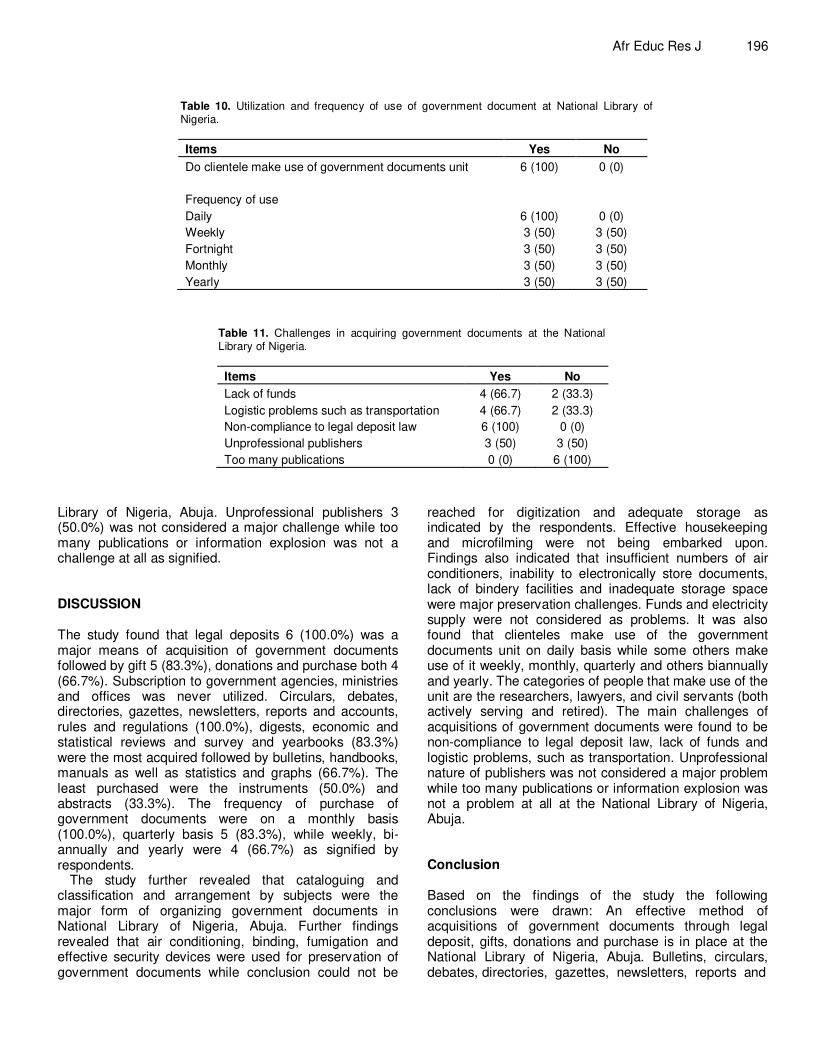 Afr Educ Res J 196
Table 10. Utilization and frequency of use of government document at National Library of
Nigeria.
Items Yes No
Do clientele make use of government documents unit 6 (100) 0 (0)
Frequency of use
Daily 6 (100) 0 (0)
Weekly 3 (50) 3 (50)
Fortnight 3 (50) 3 (50)
Monthly 3 (50) 3 (50)
Yearly 3 (50) 3 (50)
Table 11. Challenges in acquiring government documents at the National
Library of Nigeria.
Items Yes No
Lack of funds 4 (66.7) 2 (33.3)
Logistic problems such as transportation 4 (66.7) 2 (33.3)
Non-compliance to legal deposit law 6 (100) 0 (0)
Unprofessional publishers 3 (50) 3 (50)
Too many publications 0 (0) 6 (100)
Library of Nigeria, Abuja. Unprofessional publishers 3
(50.0%) was not considered a major challenge while too
many publications or information explosion was not a
challenge at all as signified.
DISCUSSION
The study found that legal deposits 6 (100.0%) was a
major means of acquisition of government documents
followed by gift 5 (83.3%), donations and purchase both 4
(66.7%). Subscription to government agencies, ministries
and offices was never utilized. Circulars, debates,
directories, gazettes, newsletters, reports and accounts,
rules and regulations (100.0%), digests, economic and
statistical reviews and survey and yearbooks (83.3%)
were the most acquired followed by bulletins, handbooks,
manuals as well as statistics and graphs (66.7%). The
least purchased were the instruments (50.0%) and
abstracts (33.3%). The frequency of purchase of
government documents were on a monthly basis
(100.0%), quarterly basis 5 (83.3%), while weekly, bi-
annually and yearly were 4 (66.7%) as signified by
respondents.
The study further revealed that cataloguing and
classification and arrangement by subjects were the
major form of organizing government documents in
National Library of Nigeria, Abuja. Further findings
revealed that air conditioning, binding, fumigation and
effective security devices were used for preservation of
government documents while conclusion could not be
reached for digitization and adequate storage as
indicated by the respondents. Effective housekeeping
and microfilming were not being embarked upon.
Findings also indicated that insufficient numbers of air
conditioners, inability to electronically store documents,
lack of bindery facilities and inadequate storage space
were major preservation challenges. Funds and electricity
supply were not considered as problems. It was also
found that clienteles make use of the government
documents unit on daily basis while some others make
use of it weekly, monthly, quarterly and others biannually
and yearly. The categories of people that make use of the
unit are the researchers, lawyers, and civil servants (both
actively serving and retired). The main challenges of
acquisitions of government documents were found to be
non-compliance to legal deposit law, lack of funds and
logistic problems, such as transportation. Unprofessional
nature of publishers was not considered a major problem
while too many publications or information explosion was
not a problem at all at the National Library of Nigeria,
Abuja.
Conclusion
Based on the findings of the study the following
conclusions were drawn: An effective method of
acquisitions of government documents through legal
deposit, gifts, donations and purchase is in place at the
National Library of Nigeria, Abuja. Bulletins, circulars,
debates, directories, gazettes, newsletters, reports and